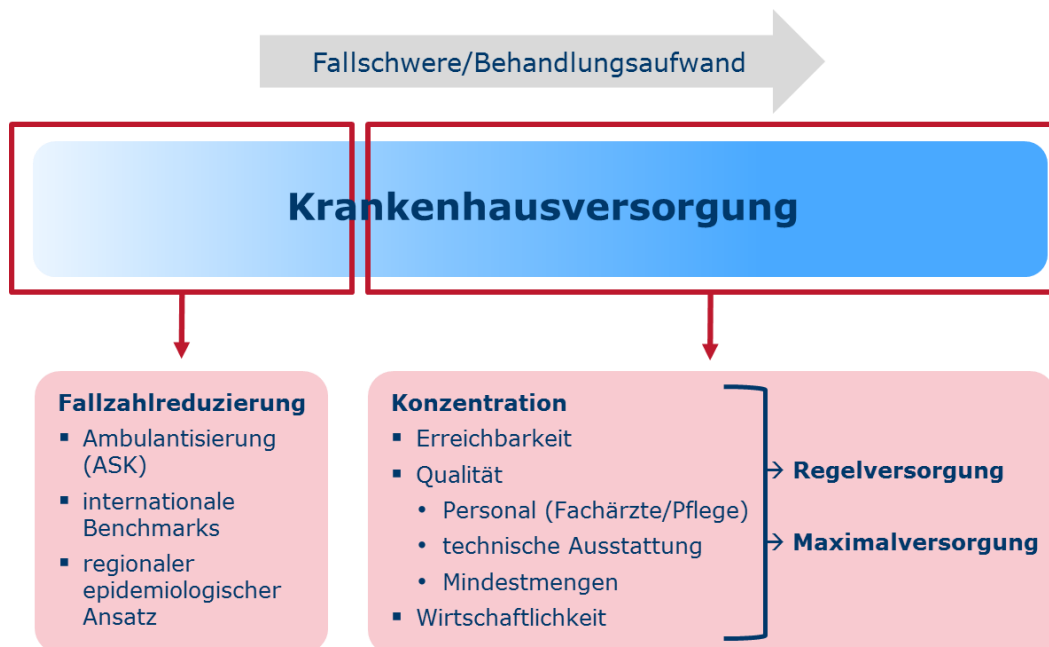 Fallschwere/Behandlungsaufwand
Krankenhausversorgung
Fallzahlreduzierung
▪ Ambulantisierung
(ASK)
▪ internationale
Benchmarks
▪ regionaler
epidemiologischer
Ansatz
Konzentration
▪ Erreichbarkeit
▪ Qualität
• Personal (Fachärzte/Pflege)
• technische Ausstattung
• Mindestmengen
▪ Wirtschaftlichkeit
→ Regelversorgung
→ Maximalversorgung